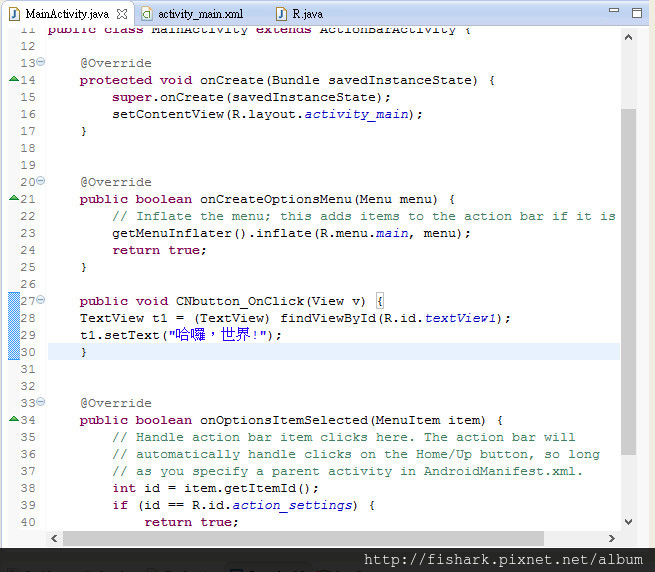 MainActivity.java activity_main.xml R.java
11 public class MainActivity extends ActionBarActivity {
12
13 @Override
14 protected void onCreate(Bundle savedInstanceState) {
15 super.onCreate(savedInstanceState);
16 setContentView(R.layout.activity_main);
17 }
18
19
20 @Override
21 public boolean onCreateOptionsMenu(Menu menu) {
22 // Inflate the menu; this adds items to the action bar if it is
23 getMenuInflater().inflate(R.menu.main, menu);
24 return true;
25 }
26
27 public void CNbutton_OnClick(View v) {
28 TextView t1 = (TextView) findViewById(R.id.textView1);
29 t1.setText("哈囉，世界!");
30 }
31
32
33 @Override
34 public boolean onOptionsItemSelected(MenuItem item) {
35 // Handle action bar item clicks here. The action bar will
36 // automatically handle clicks on the Home/Up button, so long
37 // as you specify a parent activity in AndroidManifest.xml.
38 int id = item.getItemId();
39 if (id == R.id.action_settings) {
40 return true;
http://fishark.pixnet.net/album